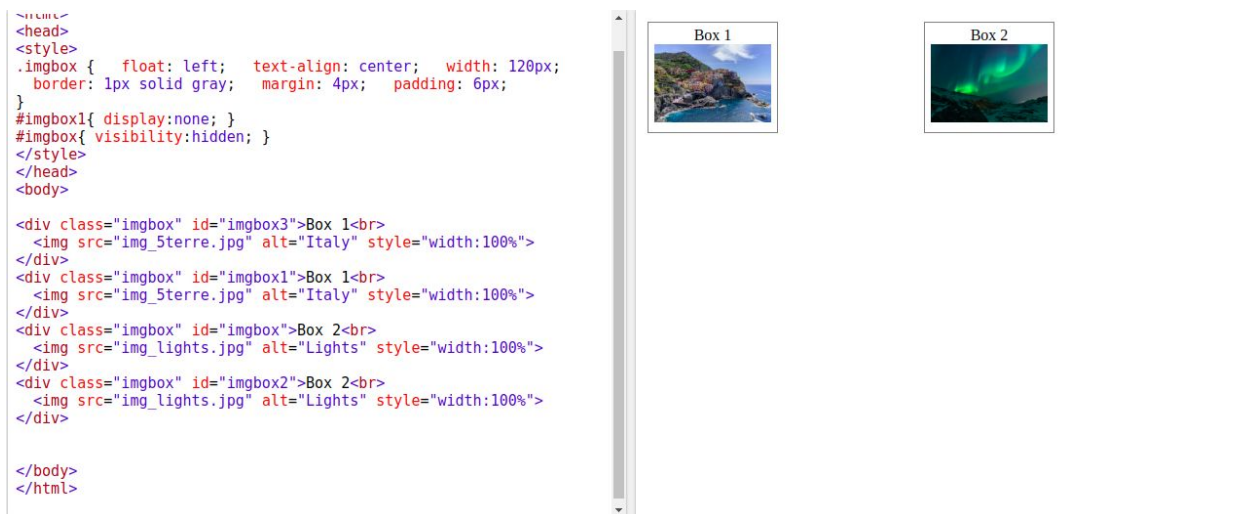 <html>
<head>
<style>
.imgbox {   float: left;   text-align: center;   width: 120px;
  border: 1px solid gray;   margin: 4px;   padding: 6px;
}
#imgbox1{ display:none; }
#imgbox{ visibility:hidden; }
</style>
</head>
<body>

<div class="imgbox" id="imgbox3">Box 1<br>
  <img src="img_5terre.jpg" alt="Italy" style="width:100%">
</div>
<div class="imgbox" id="imgbox1">Box 1<br>
  <img src="img_5terre.jpg" alt="Italy" style="width:100%">
</div>
<div class="imgbox" id="imgbox">Box 2<br>
  <img src="img_lights.jpg" alt="Lights" style="width:100%">
</div>
<div class="imgbox" id="imgbox2">Box 2<br>
  <img src="img_lights.jpg" alt="Lights" style="width:100%">
</div>

</body>
</html>
Box 1
Box 2